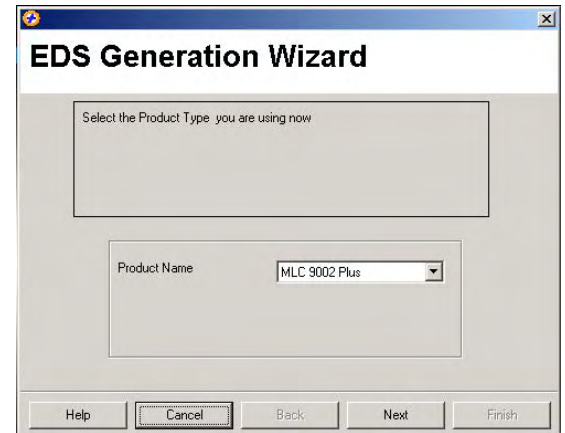 EDS Generation Wizard
Select the Product Type  you are using now
Product Name
MLC 9002 Plus
Help
Cancel
Back
Next
Finish